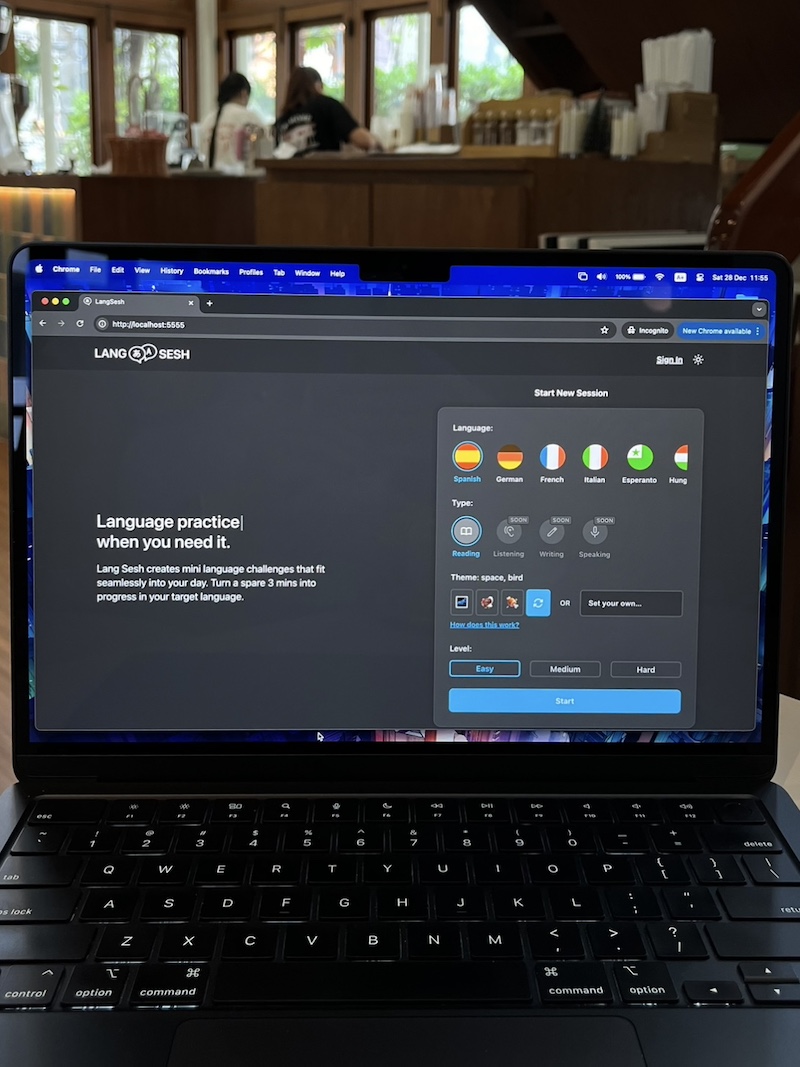 Chrome File Edit View History Bookmarks Profiles Tab Window Help 100% Sat 28 Dec 11:55
LangSesh
http://localhost:5555 Incognito New Chrome available
LANG あ A SESH Sign In
Start New Session
Language:
Spanish German French Italian Esperanto Hung
Type:
SOON SOON SOON
Reading Listening Writing Speaking
Language practice
when you need it.
Lang Sesh creates mini language challenges that fit
seamlessly into your day. Turn a spare 3 mins into
progress in your target language.
Theme: space, bird
OR Set your own...
How does this work?
Level:
Easy Medium Hard
Start
esc F1 F2 F3 F4 F5 F6 F7 F8 F9 F10 F11 F12
~ ! @ # $ % ^ & * ( ) _ +
1 2 3 4 5 6 7 8 9 0 - = delete
tab Q W E R T Y U I O P { [ } ] | \
ps lock A S D F G H J K L : ; " ' retu
Z X C V B N M < , > . ? /
control option command command option